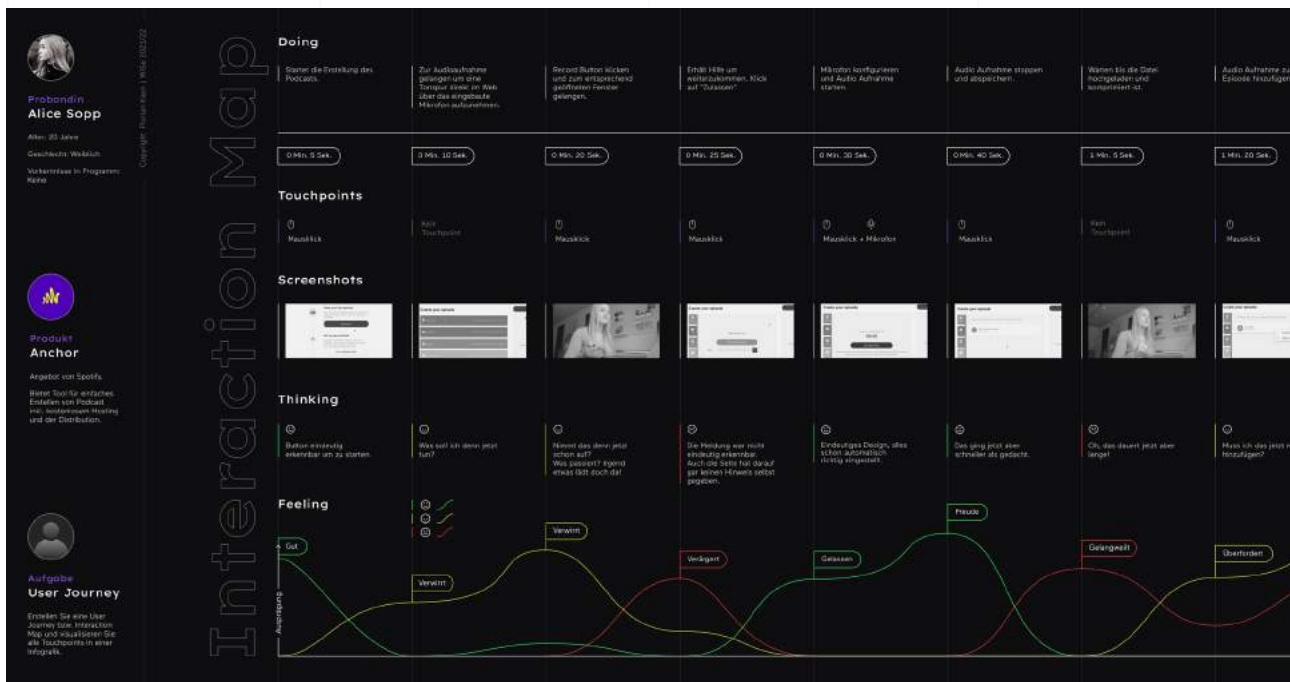 Probandin
Alice Sopp
Alter: 20 Jahre
Geschlecht: Weiblich
Vorkenntnisse in Programm:
Keine
Produkt
Anchor
Angebot von Spotify.
Bietet Tool für einfaches
Erstellen von Podcast
inkl. kostenlosem Hosting
und der Distribution.
Aufgabe
User Journey
Erstellen Sie eine User
Journey bzw. Interaction
Map und visualisieren Sie
alle Touchpoints in einer
Infografik.
Interaction Map
Doing
Startet die Erstellung des
Podcasts.
Zur Audioaufnahme
gelangen um eine
Tonspur direkt im Web
über das eingebaute
Mikrofon aufzunehmen.
Record Button klicken
und zum entsprechend
geöffneten Fenster
gelangen.
Erhält Hilfe um
weiterzukommen. Klick
auf "Zulassen"
Mikrofon konfigurieren
und Audio Aufnahme
starten.
Audio Aufnahme stoppen
und abspeichern.
Warten bis die Datei
hochgeladen und
komprimiert ist.
Audio Aufnahme zu
Episode hinzufügen
0 Min. 5 Sek.
0 Min. 10 Sek.
0 Min. 20 Sek.
0 Min. 25 Sek.
0 Min. 30 Sek.
0 Min. 40 Sek.
1 Min. 5 Sek.
1 Min. 20 Sek.
Touchpoints
Mausklick
Kein
Touchpoint
Mausklick
Mausklick
Mausklick + Mikrofon
Mausklick
Kein
Touchpoint
Mausklick
Screenshots
Thinking
Button eindeutig
erkennbar um zu starten.
Was soll ich denn jetzt
tun?
Nimmt das denn jetzt
schon auf?
Was passiert? Irgend
etwas lädt doch da!
Die Meldung war nicht
eindeutig erkennbar.
Auch die Seite hat darauf
gar keinen Hinweis selbst
gegeben.
Eindeutiges Design, alles
schon automatisch
richtig eingestellt.
Das ging jetzt aber
schneller als gedacht.
Oh, das dauert jetzt aber
lange!
Muss ich das jetzt
hinzufügen?
Feeling
Ausprägung
Gut
Verwirrt
Verwirrt
Verärgert
Gelassen
Freude
Gelangweilt
Überfordert